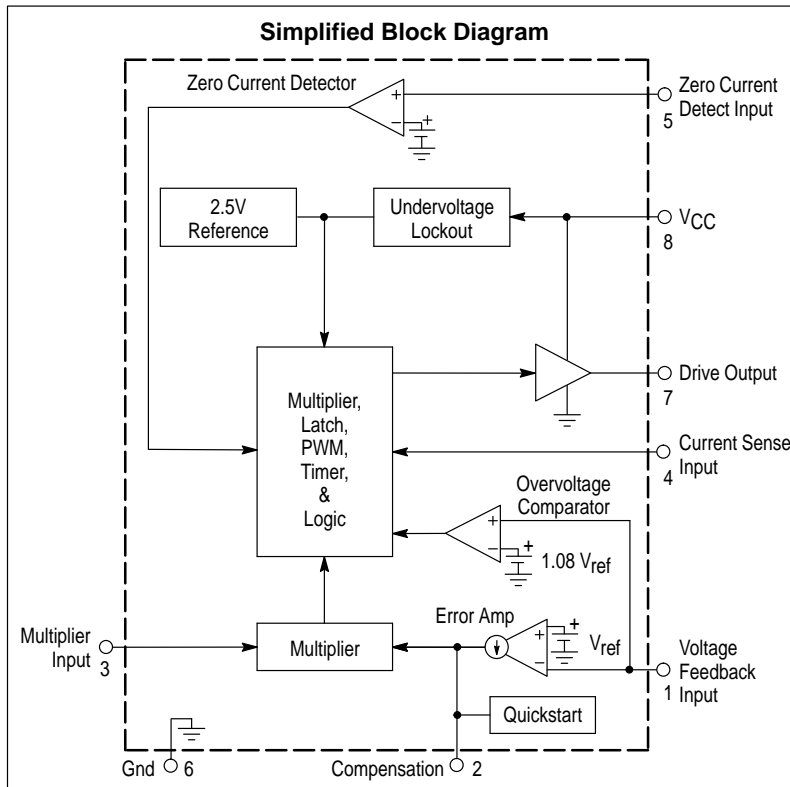 Simplified Block Diagram
Zero Current Detector
+
−
+
Zero Current
Detect Input
5
2.5V
Reference
Undervoltage
Lockout
VCC
8
Multiplier,
Latch,
PWM,
Timer,
&
Logic
Drive Output
7
Current Sense
Input
4
Overvoltage
Comparator
+
−
+
1.08 Vref
Error Amp
+
−
+
Vref
Multiplier
Input
3
Multiplier
Voltage
Feedback
Input
1
Quickstart
Gnd
6
Compensation
2